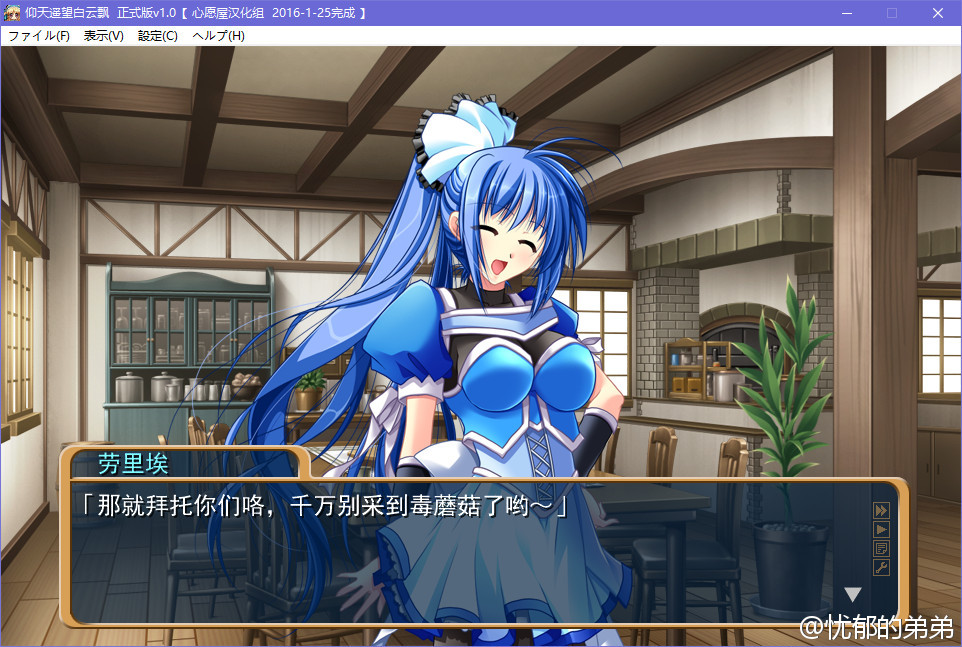 仰天遥望白云飘 正式版v1.0【 心愿屋汉化组 2016-1-25完成 】
ファイル(F) 表示(V) 設定(C) ヘルプ(H)
劳里埃
「那就拜托你们咯，千万别采到毒蘑菇了哟～」
@忧郁的弟弟